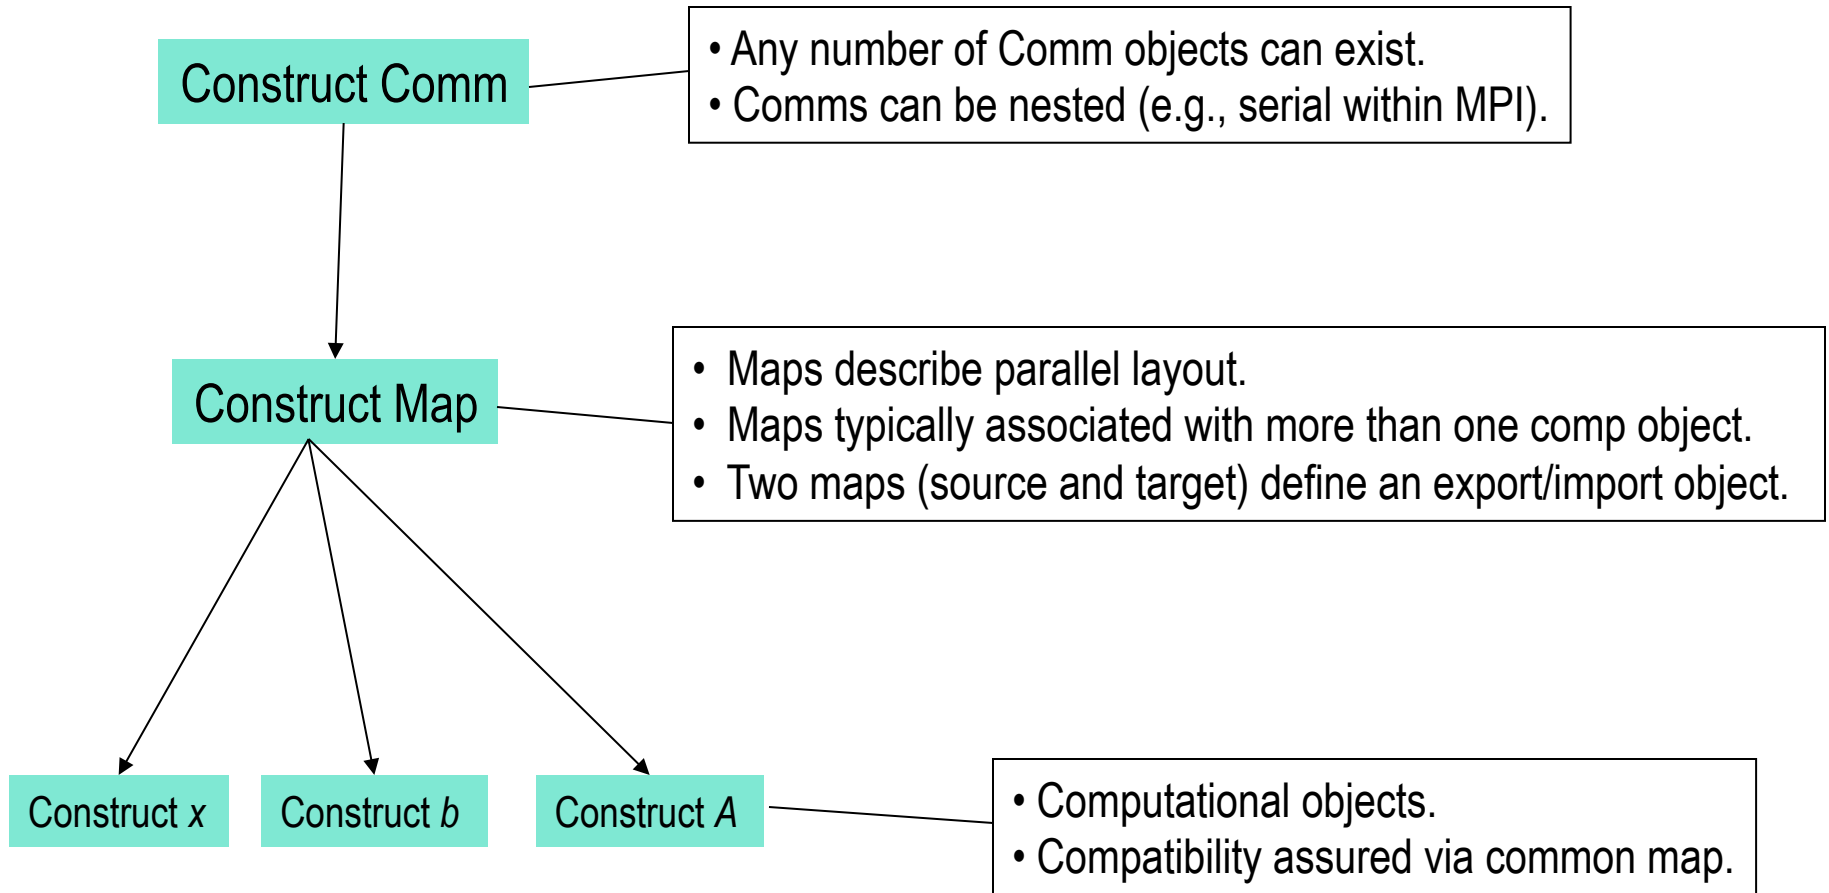 Construct Comm
• Any number of Comm objects can exist.
• Comms can be nested (e.g., serial within MPI).
Construct Map
• Maps describe parallel layout.
• Maps typically associated with more than one comp object.
• Two maps (source and target) define an export/import object.
Construct x
Construct b
Construct A
• Computational objects.
• Compatibility assured via common map.